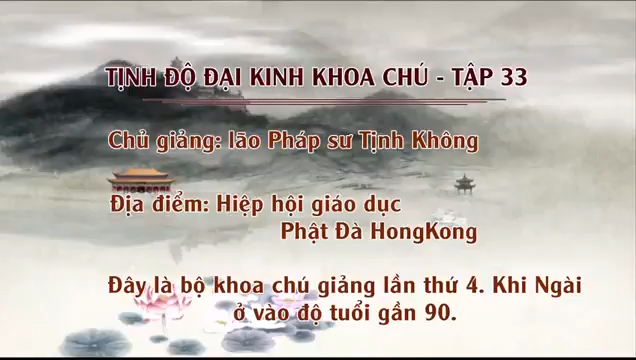 TỊNH ĐỘ ĐẠI KINH KHOA CHÚ - TẬP 33
Chủ giảng: lão Pháp sư Tịnh Không
Địa điểm: Hiệp hội giáo dục
Phật Đà HongKong
Đây là bộ khoa chú giảng lần thứ 4. Khi Ngài
ở vào độ tuổi gần 90.